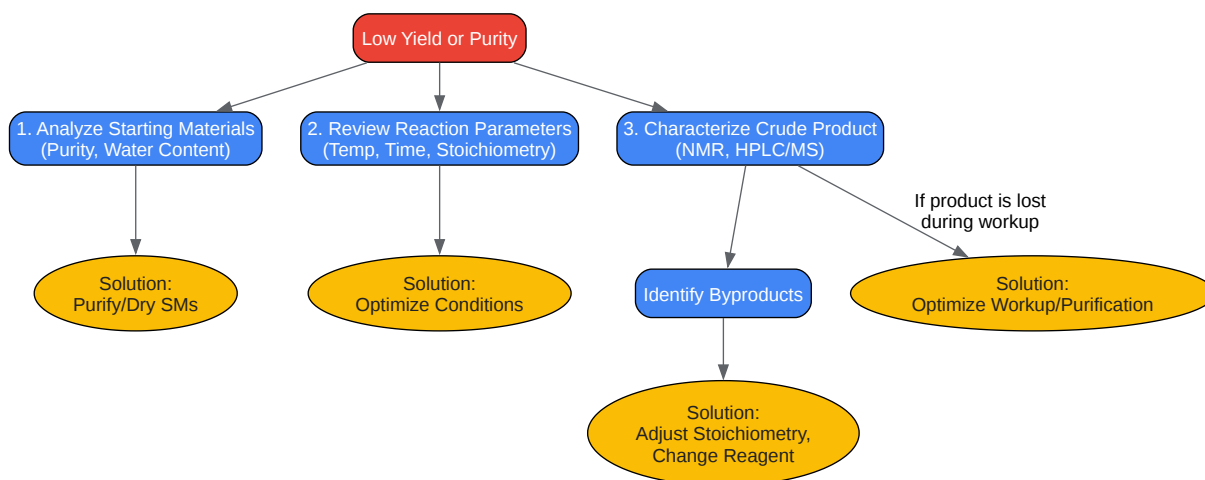 Low Yield or Purity
1. Analyze Starting Materials
(Purity, Water Content)
2. Review Reaction Parameters
(Temp, Time, Stoichiometry)
3. Characterize Crude Product
(NMR, HPLC/MS)
If product is lost
during workup
Solution:
Purify/Dry SMs
Solution:
Optimize Conditions
Identify Byproducts
Solution:
Optimize Workup/Purification
Solution:
Adjust Stoichiometry,
Change Reagent